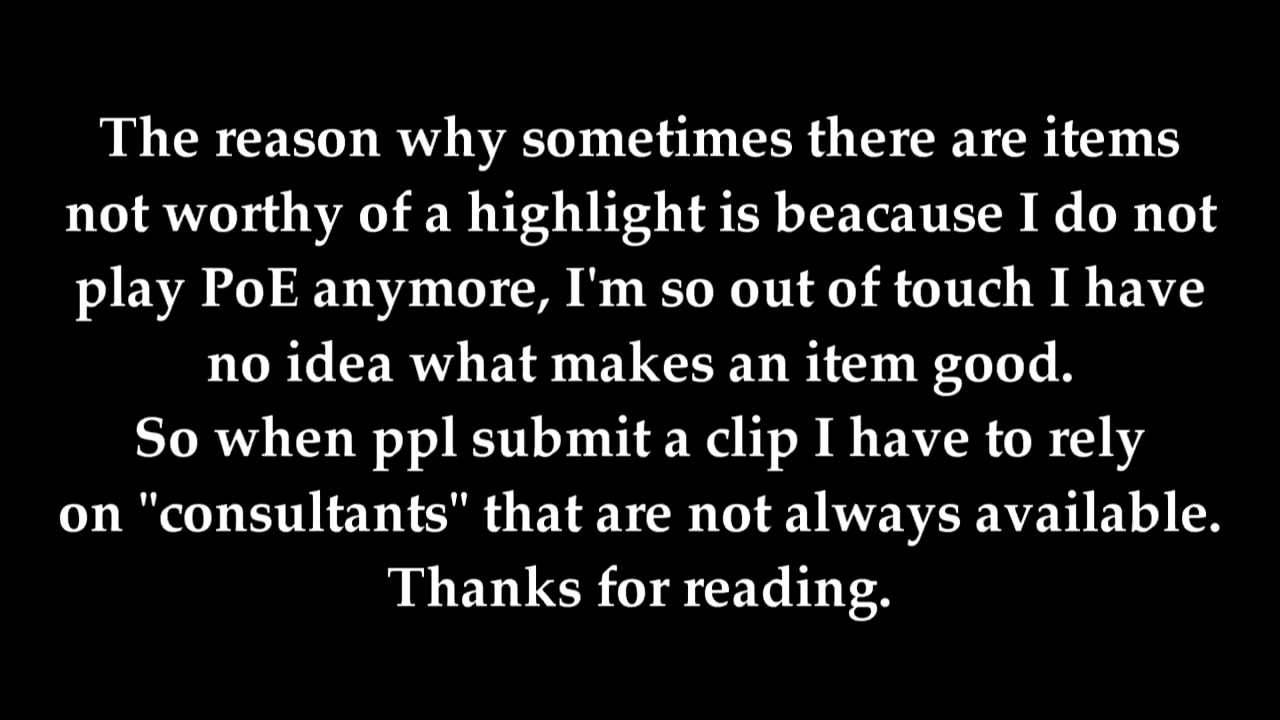 The reason why sometimes there are items
not worthy of a highlight is beacause I do not
play PoE anymore, I'm so out of touch I have
no idea what makes an item good.
So when ppl submit a clip I have to rely
on "consultants" that are not always available.
Thanks for reading.